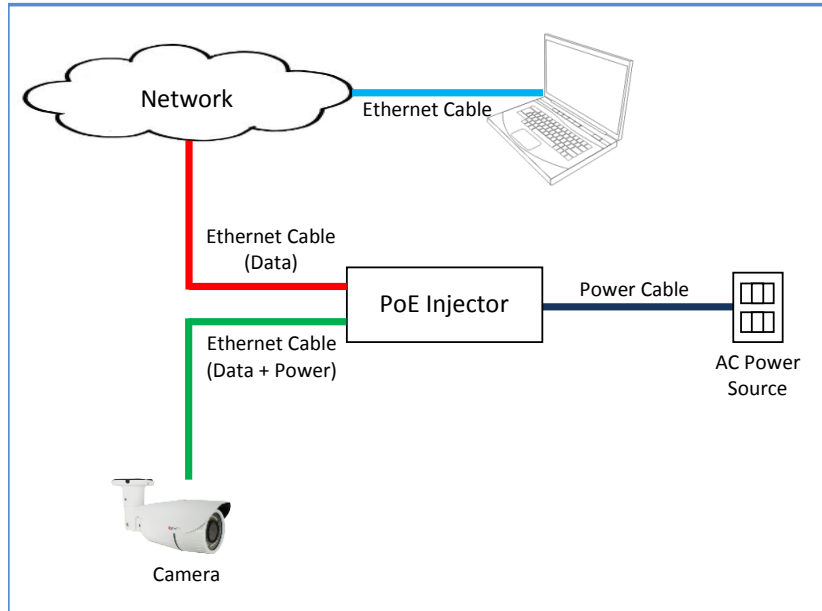 Network
Ethernet Cable
Ethernet Cable
(Data)
PoE Injector
Power Cable
Ethernet Cable
(Data + Power)
AC Power
Source
Camera